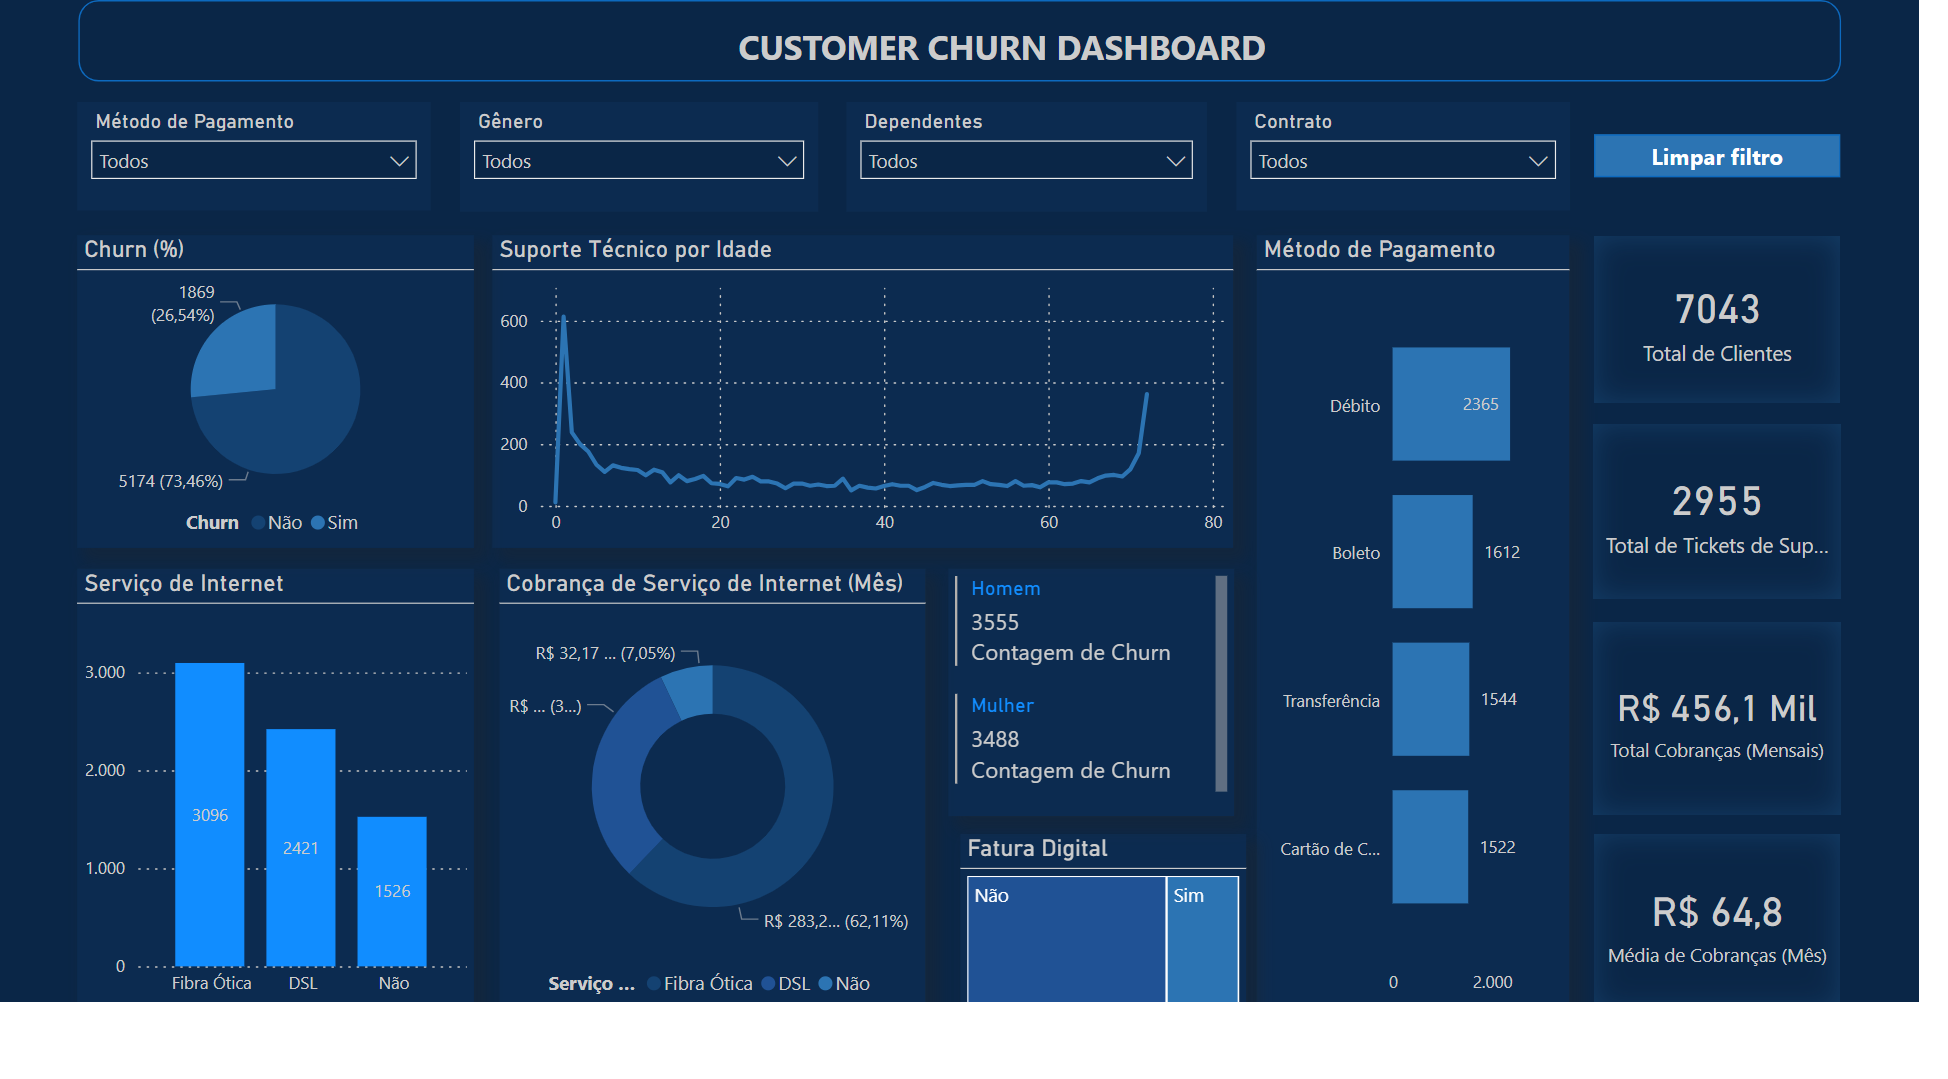 CUSTOMER CHURN DASHBOARD
Método de Pagamento
Todos
Gênero
Todos
Dependentes
Todos
Contrato
Todos
Limpar filtro
Churn (%)
1869
(26,54%)
5174 (73,46%)
Churn Não Sim
Suporte Técnico por Idade
600
400
200
0
0 20 40 60 80
Método de Pagamento
Débito 2365
Boleto 1612
Transferência 1544
Cartão de C... 1522
0 2.000
7043
Total de Clientes
2955
Total de Tickets de Sup...
R$ 456,1 Mil
Total Cobranças (Mensais)
R$ 64,8
Média de Cobranças (Mês)
Serviço de Internet
3.000
2.000
1.000
0
3096
2421
1526
Fibra Ótica DSL Não
Cobrança de Serviço de Internet (Mês)
R$ 32,17 ... (7,05%)
R$ ... (3...)
R$ 283,2... (62,11%)
Serviço ... Fibra Ótica DSL Não
Homem
3555
Contagem de Churn
Mulher
3488
Contagem de Churn
Fatura Digital
Não
Sim